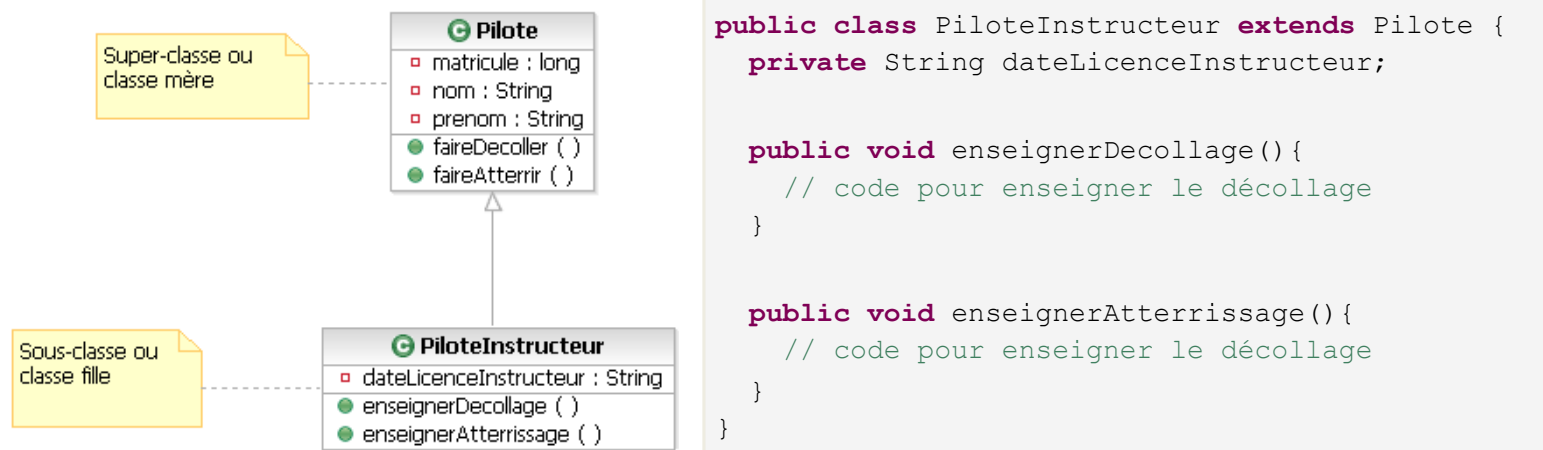 Super-classe ou
classe mère
C Pilote
matricule : long
nom : String
prenom : String
faireDecoller ( )
faireAtterrir ( )
Sous-classe ou
classe fille
C PiloteInstructeur
dateLicenceInstructeur : String
enseignerDecollage ( )
enseignerAtterrissage ( )
public class PiloteInstructeur extends Pilote {
private String dateLicenceInstructeur;
public void enseignerDecollage(){
// code pour enseigner le décollage
}
public void enseignerAtterrissage(){
// code pour enseigner le décollage
}
}